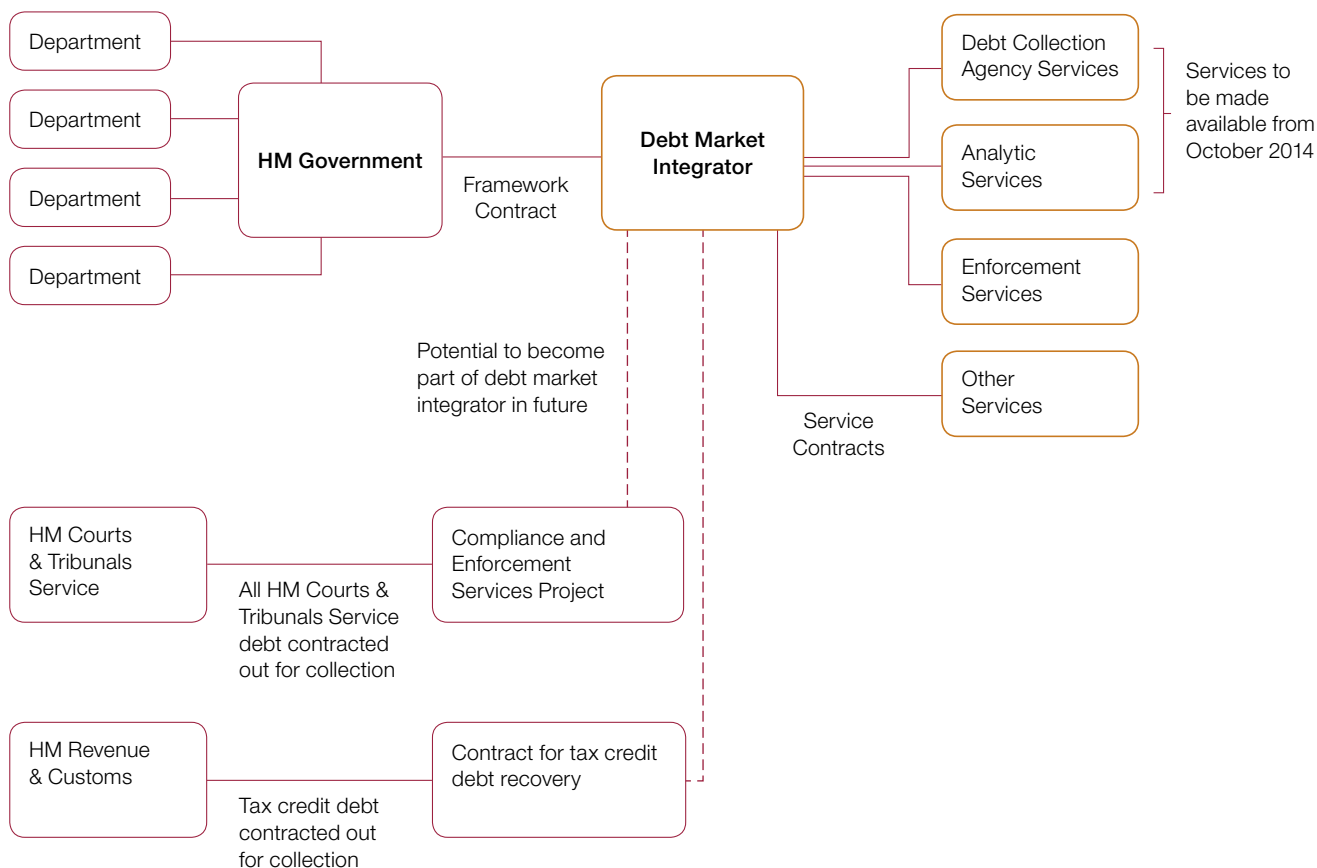 Department
Department
Department
Department
HM Government
Framework
Contract
Debt Market
Integrator
Debt Collection
Agency Services
Analytic
Services
Enforcement
Services
Other
Services
Services to
be made
available from
October 2014
Service
Contracts
Potential to become
part of debt market
integrator in future
HM Courts
& Tribunals
Service
All HM Courts &
Tribunals Service
debt contracted
out for collection
Compliance and
Enforcement
Services Project
HM Revenue
& Customs
Tax credit debt
contracted out
for collection
Contract for tax credit
debt recovery